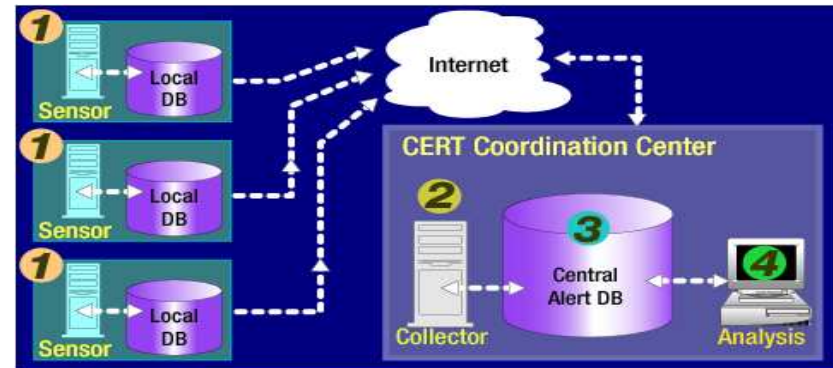 1
Local
DB
Sensor
1
Local
DB
Sensor
1
Local
DB
Sensor
Internet
CERT Coordination Center
2
Collector
3
Central
Alert DB
4
Analysis